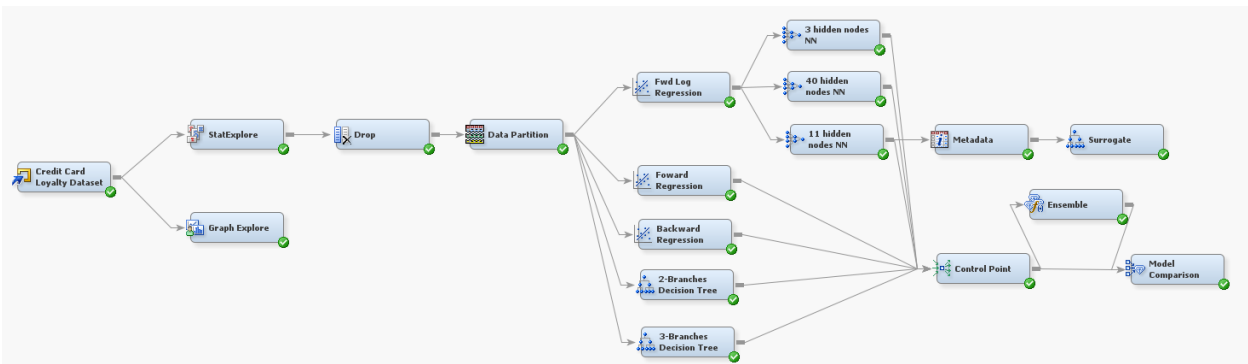 Credit Card
Loyalty Dataset
StatExplore
Graph Explore
Drop
Data Partition
Fwd Log
Regression
Foward
Regression
Backward
Regression
2-Branches
Decision Tree
3-Branches
Decision Tree
3 hidden nodes
NN
40 hidden
nodes NN
11 hidden
nodes NN
Metadata
Surrogate
Control Point
Ensemble
Model
Comparison